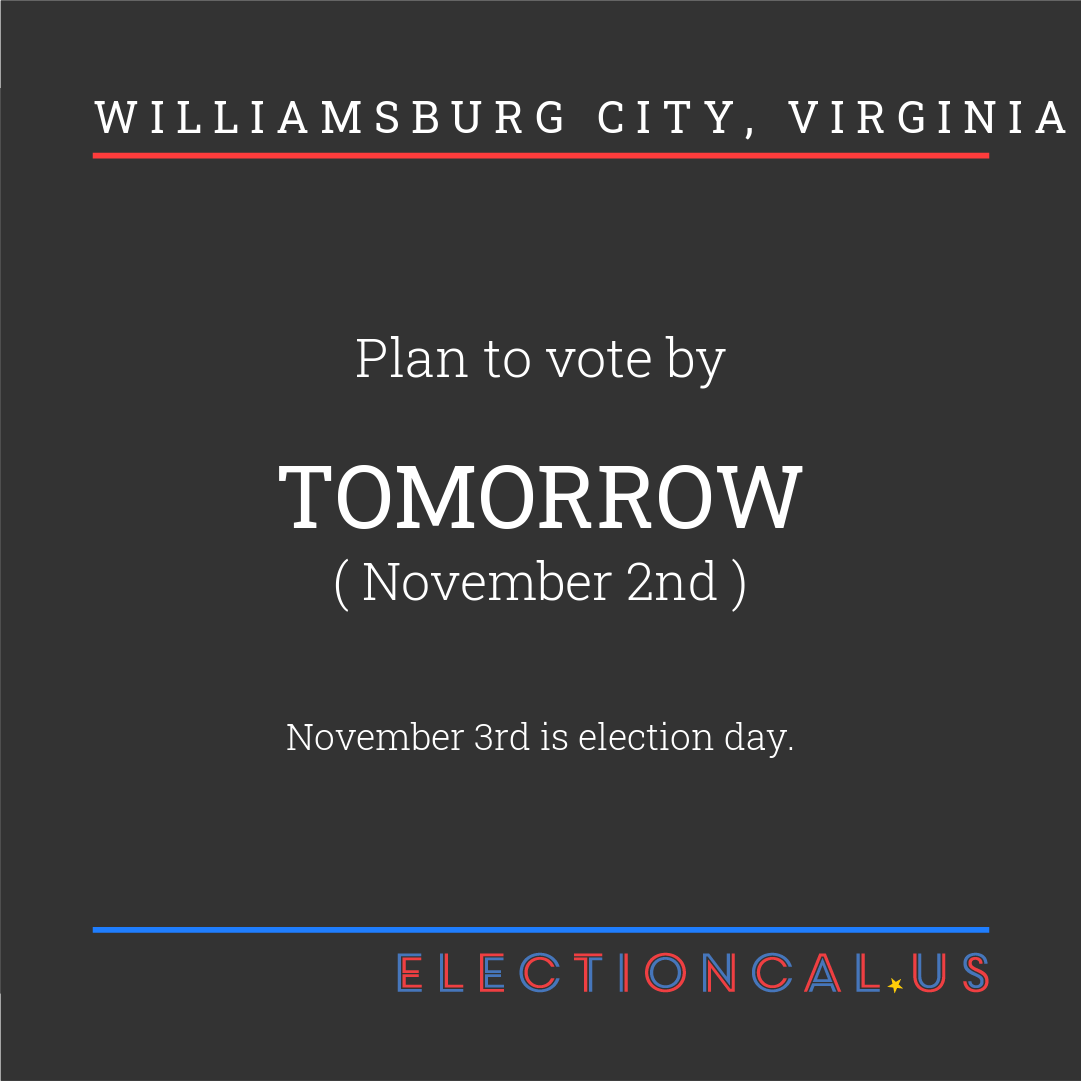 WILLIAMSBURG CITY, VIRGINIA
Plan to vote by
TOMORROW
( November 2nd )
November 3rd is election day.
ELECTIONCAL.US